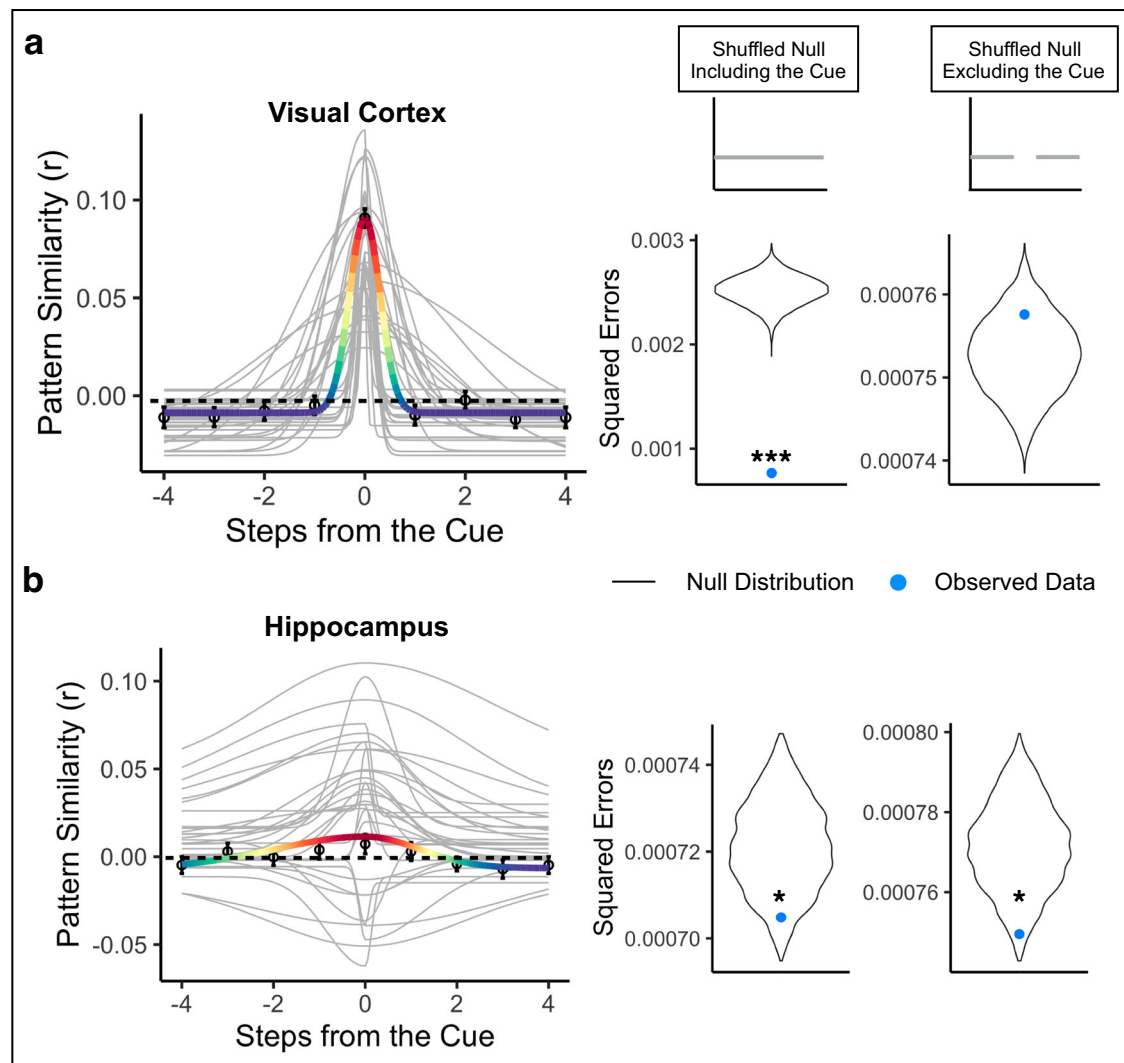 a
Shuffled Null
Including the Cue
Shuffled Null
Excluding the Cue
Visual Cortex
Pattern Similarity (r)
0.10
0.05
0.00
-4
-2
0
2
4
Steps from the Cue
Squared Errors
0.003
0.002
0.001
***
0.00076
0.00075
0.00074
b
Null Distribution
Observed Data
Hippocampus
Pattern Similarity (r)
0.10
0.05
0.00
-0.05
-4
-2
0
2
4
Steps from the Cue
Squared Errors
0.00074
0.00072
0.00070
*
0.00080
0.00078
0.00076
*